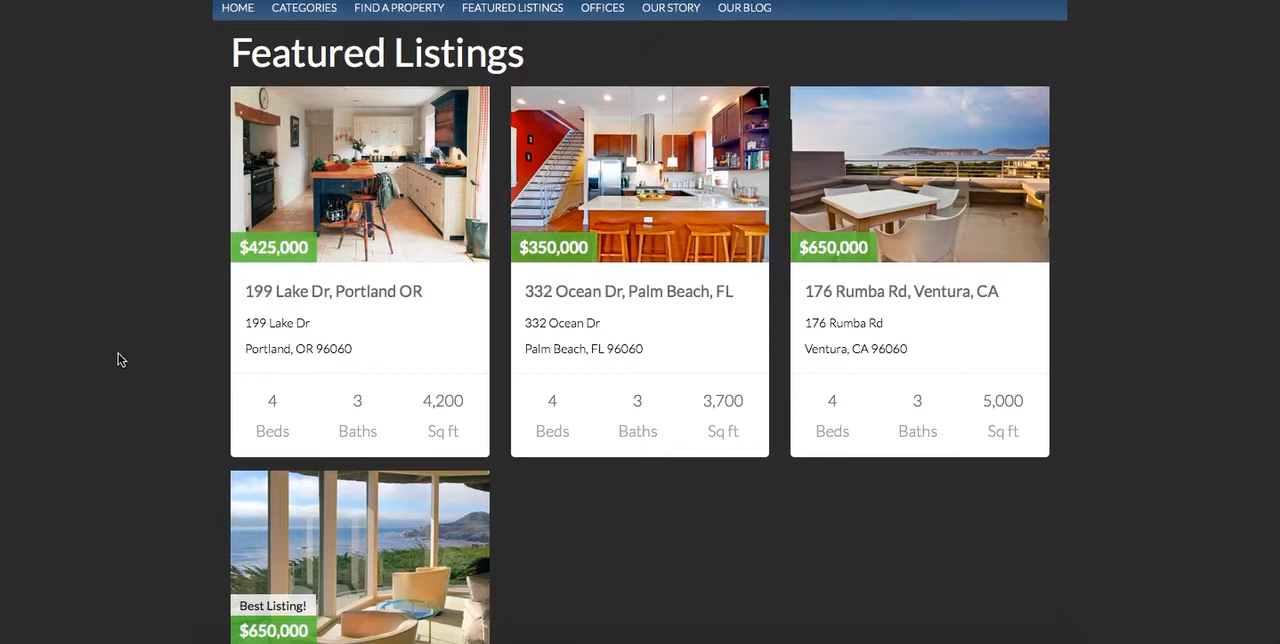 HOME CATEGORIES FIND A PROPERTY FEATURED LISTINGS OFFICES OUR STORY OUR BLOG
Featured Listings
$425,000
199 Lake Dr, Portland OR
199 Lake Dr
Portland, OR 96060
4 3 4,200
Beds Baths Sq ft
$350,000
332 Ocean Dr, Palm Beach, FL
332 Ocean Dr
Palm Beach, FL 96060
4 3 3,700
Beds Baths Sq ft
$650,000
176 Rumba Rd, Ventura, CA
176 Rumba Rd
Ventura, CA 96060
4 3 5,000
Beds Baths Sq ft
Best Listing!
$650,000